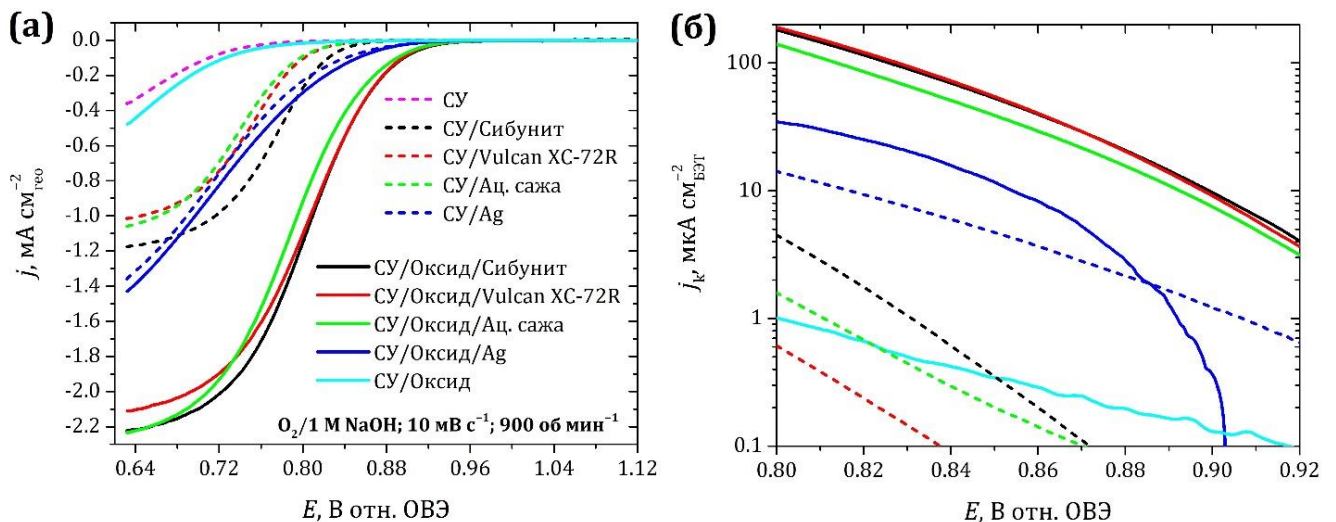 (а)
0.0
-0.2
-0.4
-0.6
-0.8
-1.0
-1.2
-1.4
-1.6
-1.8
-2.0
-2.2
j, мА см⁻²гео
СУ
СУ/Сибунит
СУ/Vulcan XC-72R
СУ/Ац. сажа
СУ/Ag
СУ/Оксид/Сибунит
СУ/Оксид/Vulcan XC-72R
СУ/Оксид/Ац. сажа
СУ/Оксид/Ag
СУ/Оксид
O₂/1 М NaOH; 10 мВ с⁻¹; 900 об мин⁻¹
0.64 0.72 0.80 0.88 0.96 1.04 1.12
E, В отн. ОВЭ
(б)
100
10
1
0.1
jk, мкА см⁻²БЭТ
0.80 0.82 0.84 0.86 0.88 0.90 0.92
E, В отн. ОВЭ